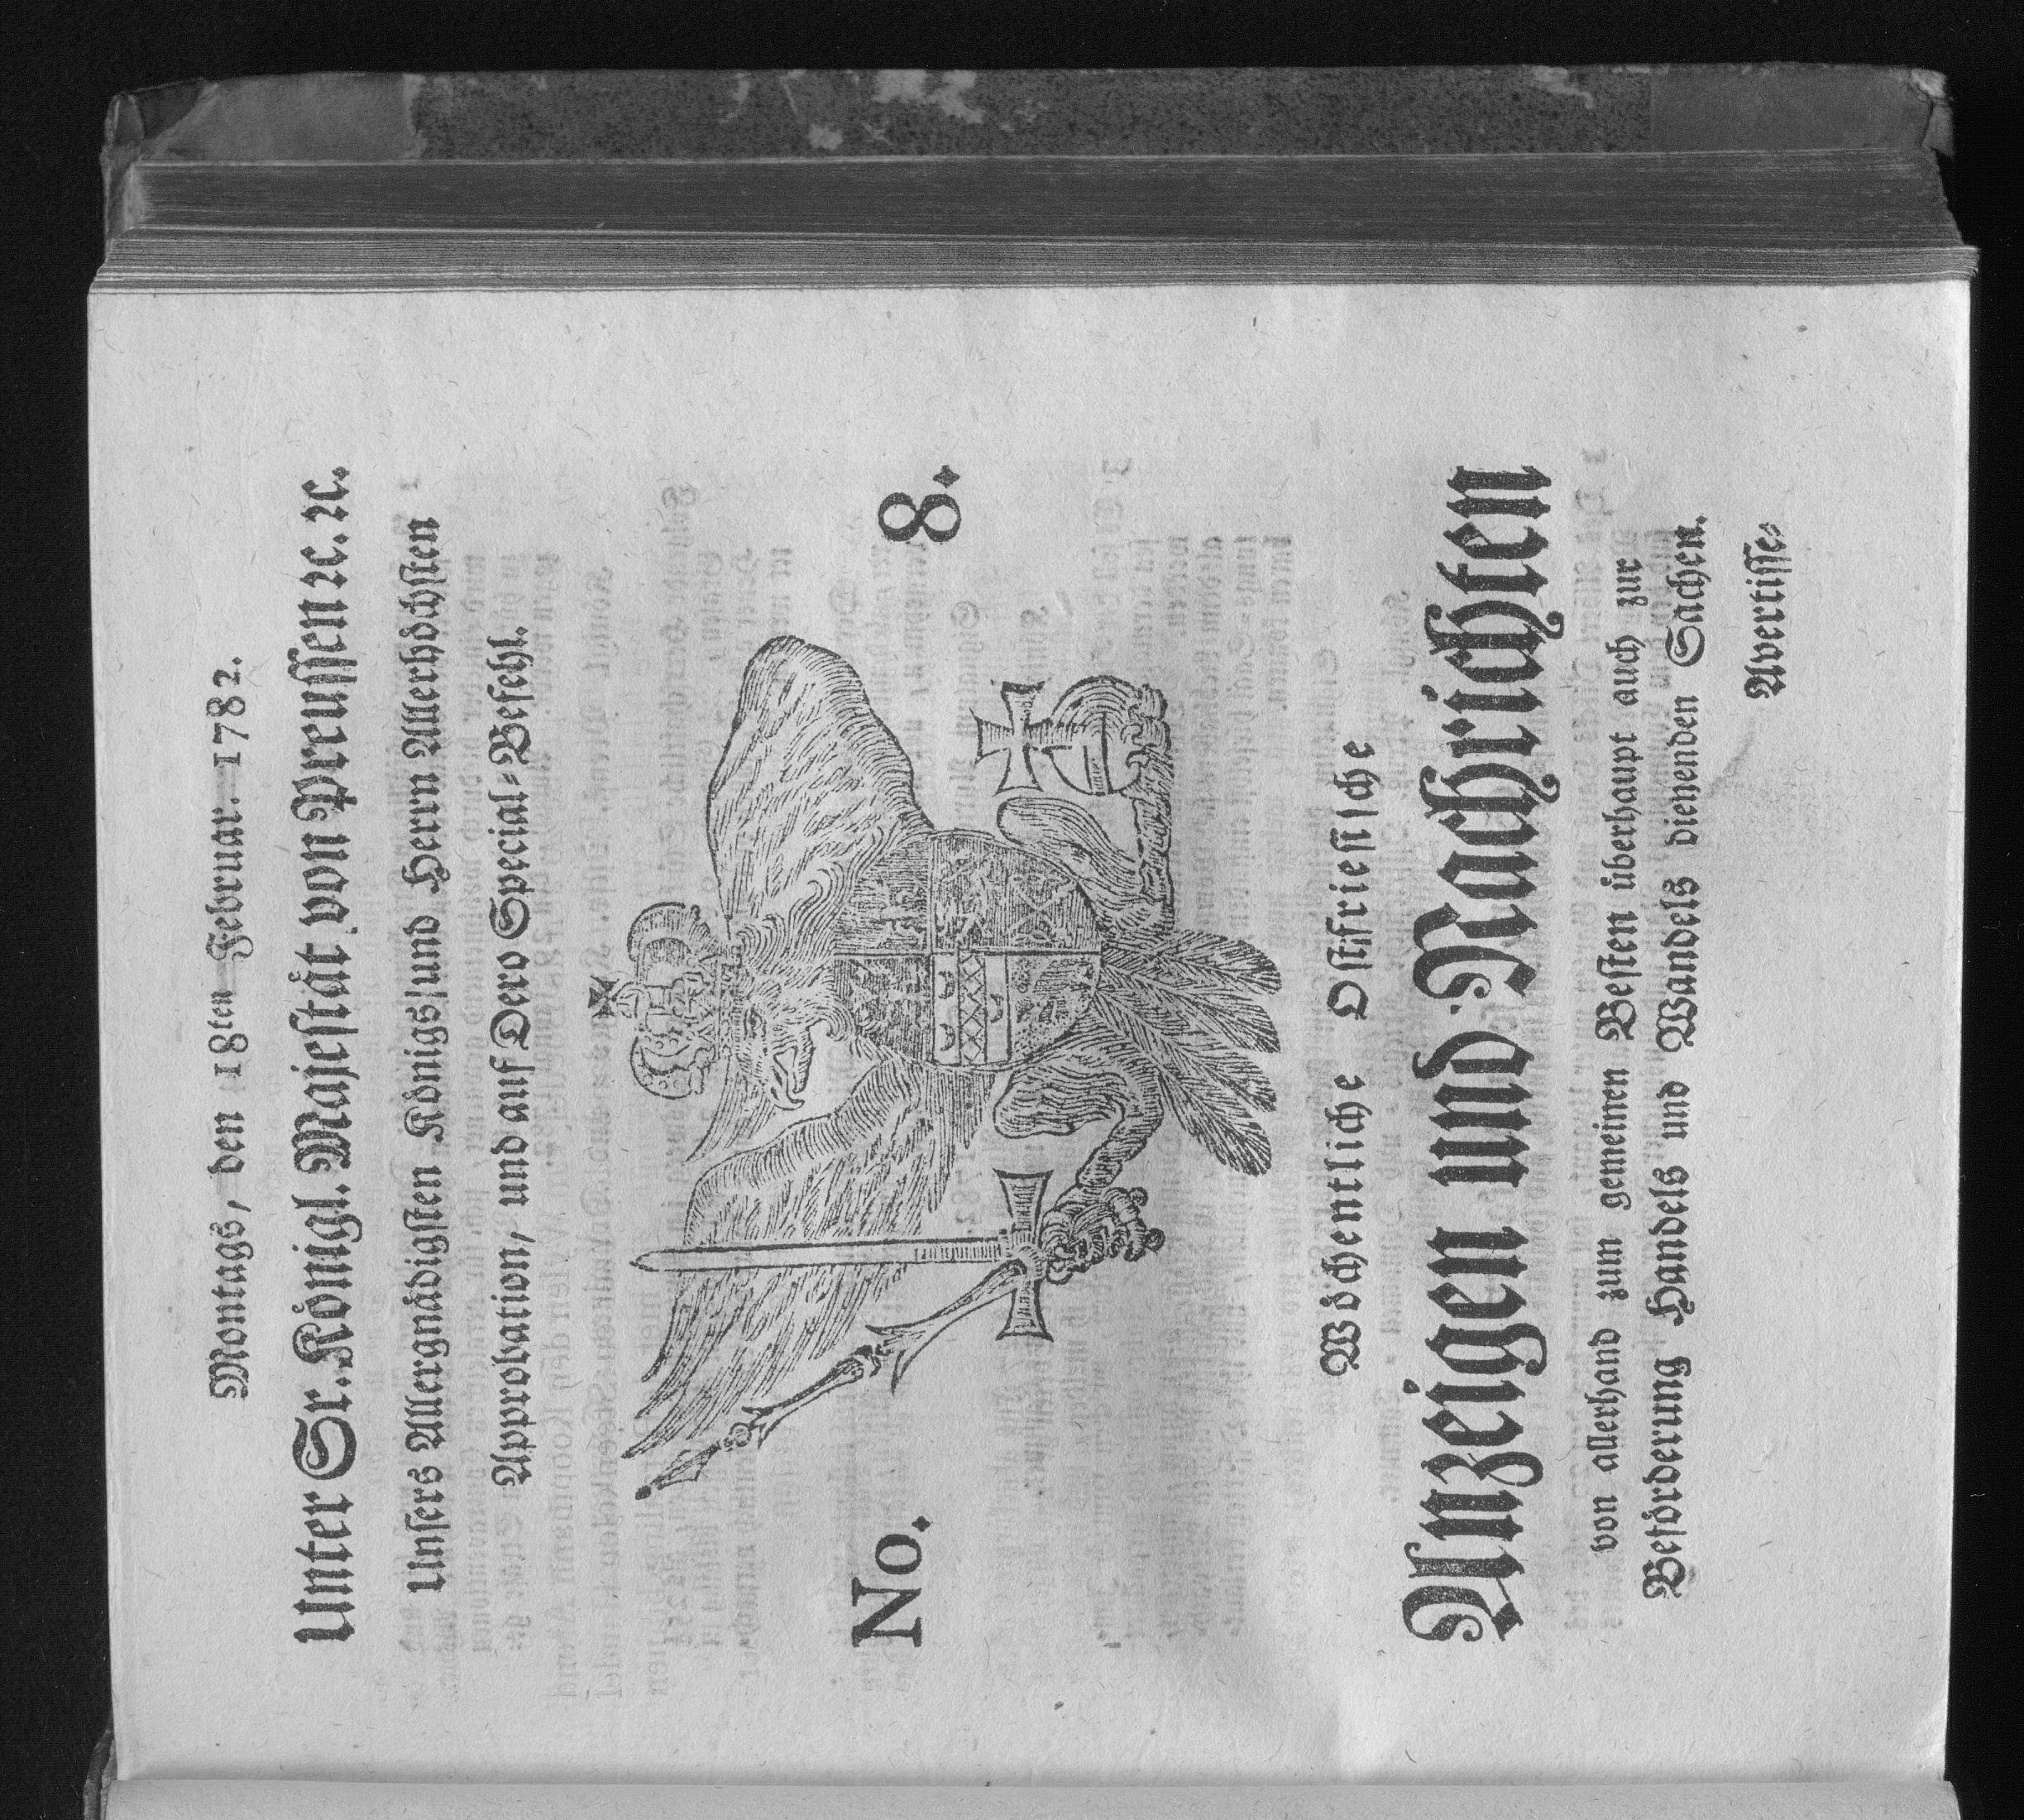 Montags, den 18ten Februar. 1782.
Unter Sr. Königl. Majestät von Preussen ꝛc. ꝛc.
Unsers Allergnädigsten Königs/und Herrn Allerhöchsten
Approbation, und auf Dero Special-Befehl.
No. 8.
Wöchentliche Ostfriesische
Anzeigen und Nachrichten
von allerhand zum gemeinen Besten überhaupt auch zur
Beförderung Handels und Wandels dienenden Sachen.
Avertisse-